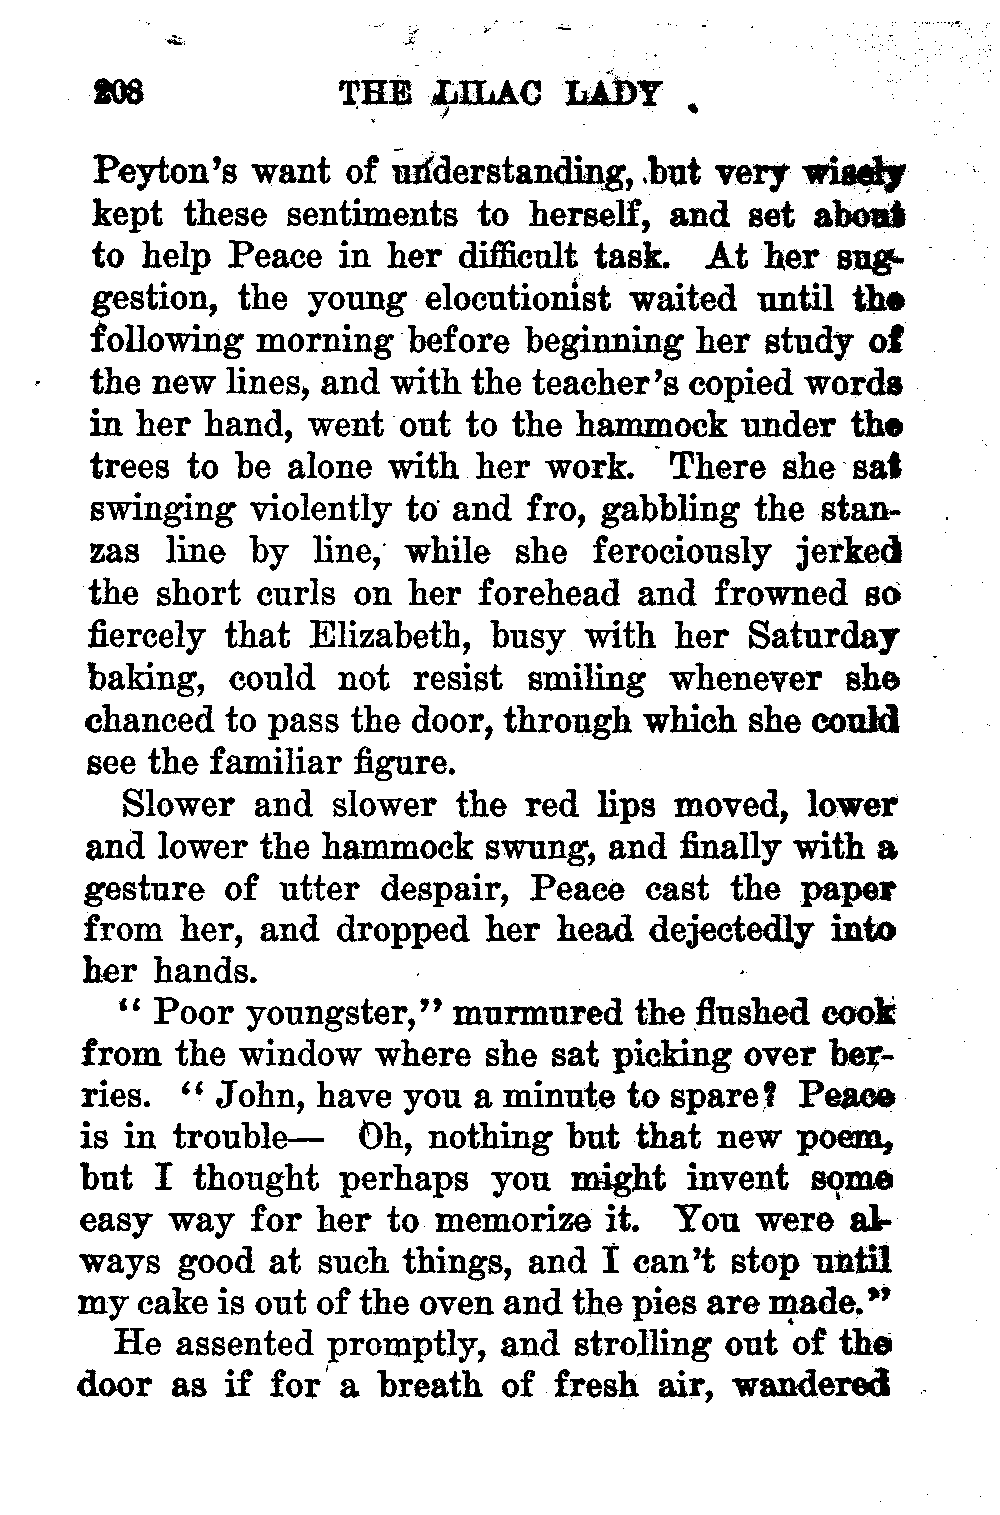 208 THE LILAC LADY
Peyton's want of understanding, but very wisely
kept these sentiments to herself, and set about
to help Peace in her difficult task. At her sug-
gestion, the young elocutionist waited until the
following morning before beginning her study of
the new lines, and with the teacher's copied words
in her hand, went out to the hammock under the
trees to be alone with her work. There she sat
swinging violently to and fro, gabbling the stan-
zas line by line, while she ferociously jerked
the short curls on her forehead and frowned so
fiercely that Elizabeth, busy with her Saturday
baking, could not resist smiling whenever she
chanced to pass the door, through which she could
see the familiar figure.
Slower and slower the red lips moved, lower
and lower the hammock swung, and finally with a
gesture of utter despair, Peace cast the paper
from her, and dropped her head dejectedly into
her hands.
"Poor youngster," murmured the flushed cook
from the window where she sat picking over ber-
ries. "John, have you a minute to spare? Peace
is in trouble— Oh, nothing but that new poem,
but I thought perhaps you might invent some
easy way for her to memorize it. You were al-
ways good at such things, and I can't stop until
my cake is out of the oven and the pies are made."
He assented promptly, and strolling out of the
door as if for a breath of fresh air, wandered